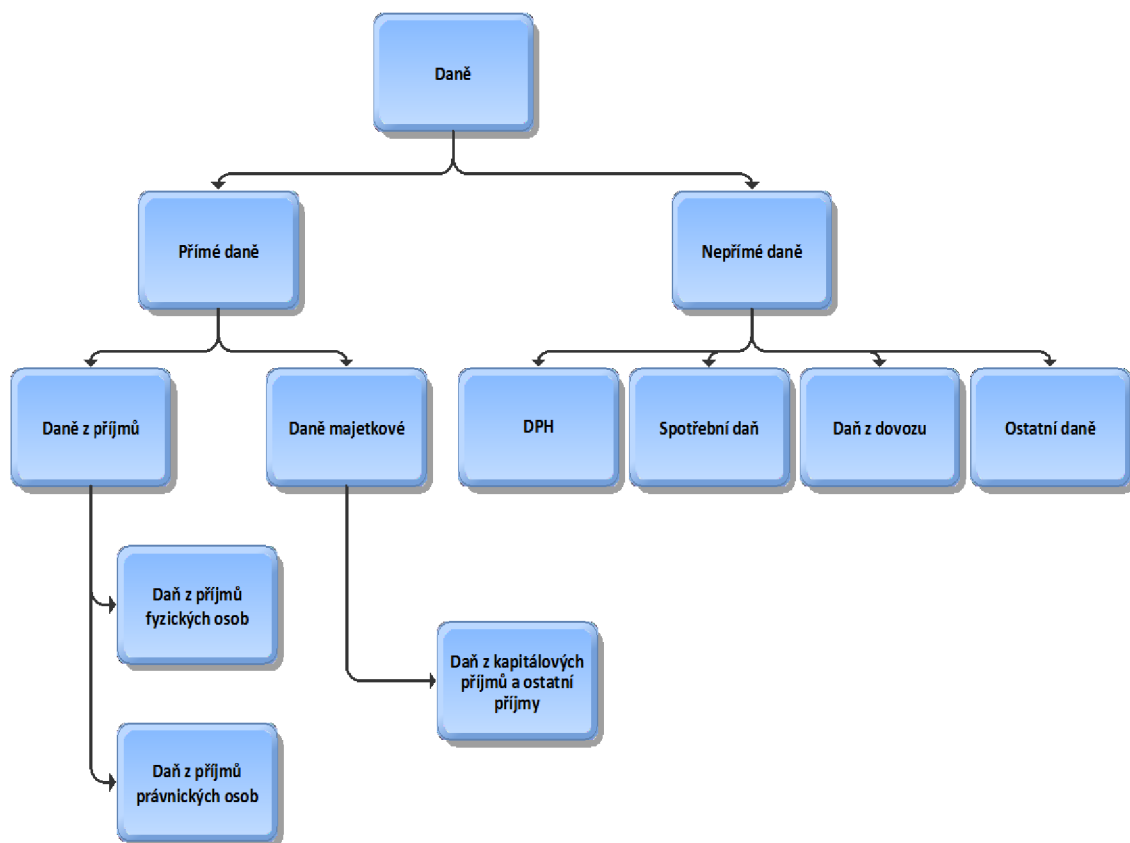 Daně
Přímé daně
Nepřímé daně
Daně z příjmů
Daně majetkové
DPH
Spotřební daň
Daň z dovozu
Ostatní daně
Daň z příjmů
fyzických osob
Daň z kapitálových
příjmů a ostatní
příjmy
Daň z příjmů
právnických osob